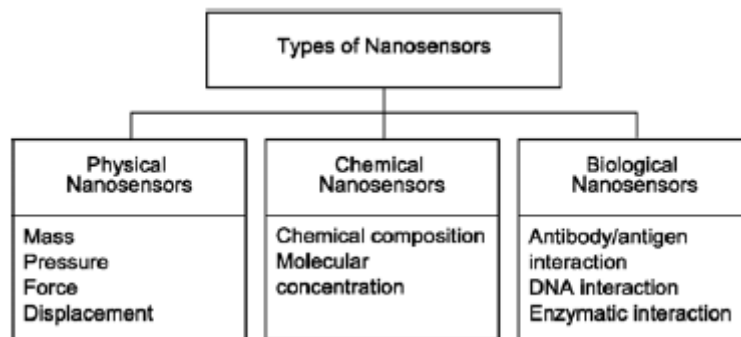 Types of Nanosensors
Physical
Nanosensors
Mass
Pressure
Force
Displacement
Chemical
Nanosensors
Chemical composition
Molecular
concentration
Biological
Nanosensors
Antibody/antigen
interaction
DNA interaction
Enzymatic interaction